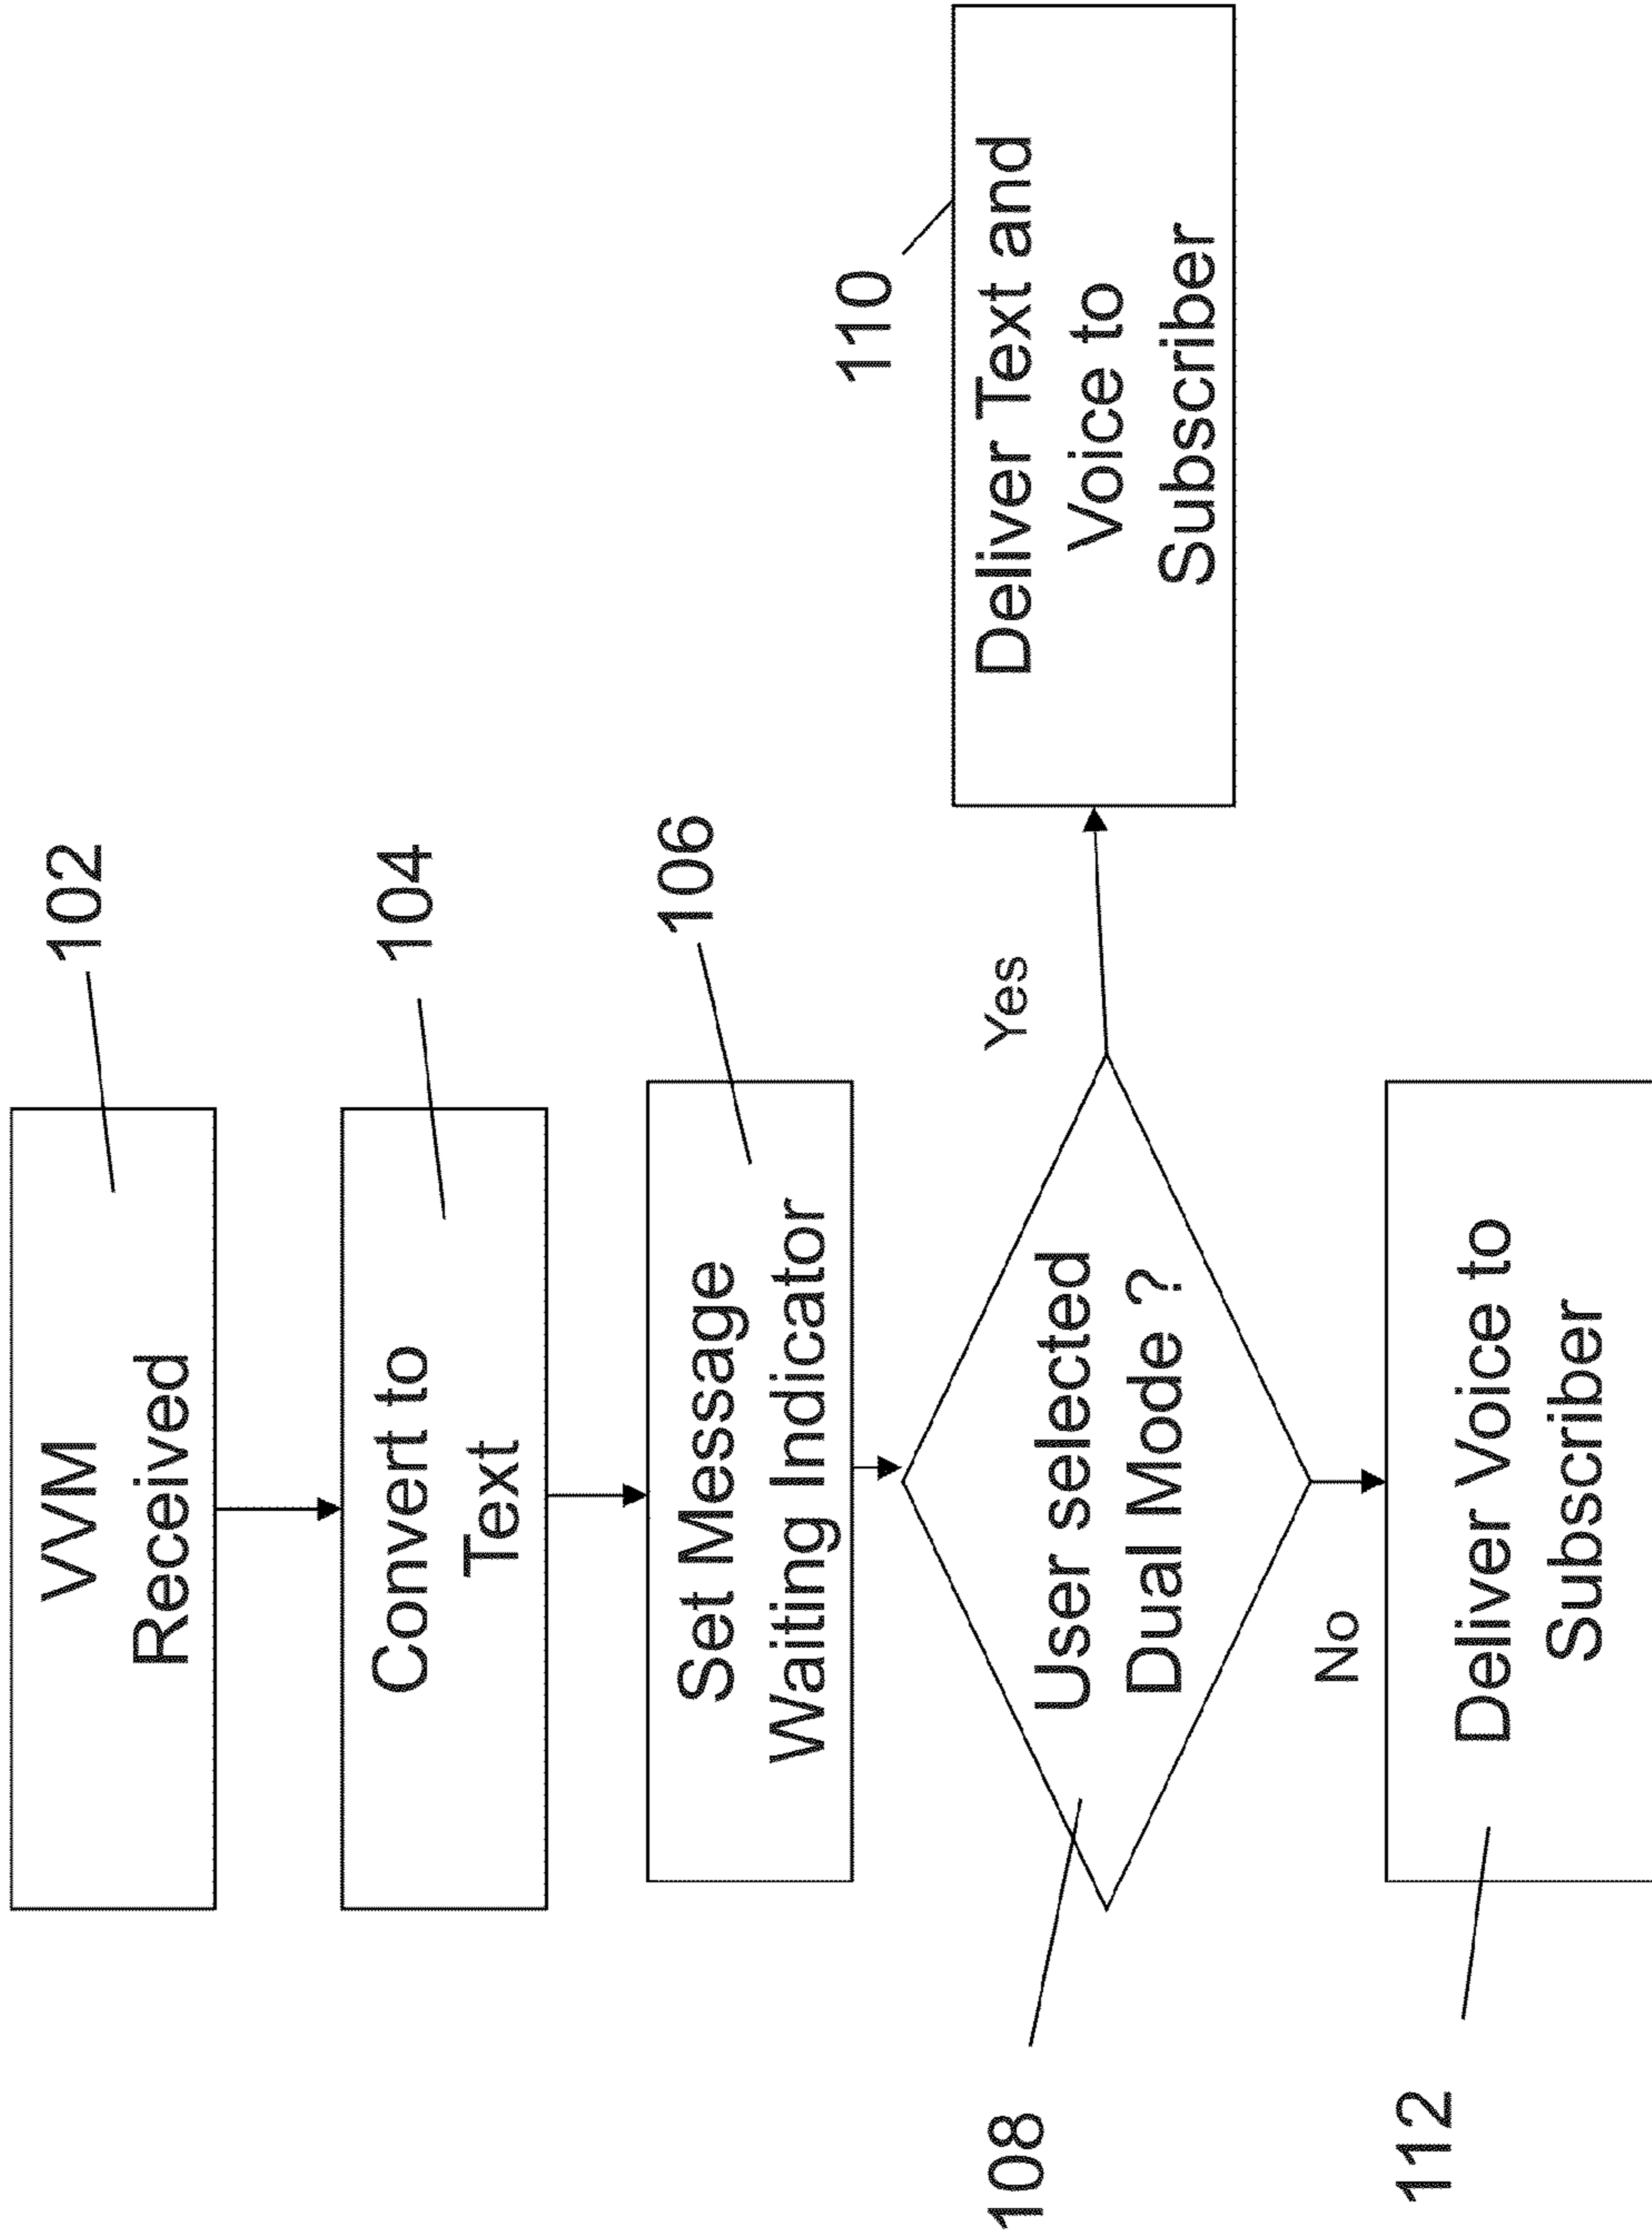 VVM
Received
102
Convert to
Text
104
Set Message
Waiting Indicator
106
User selected
Dual Mode ?
108
Yes
110
Deliver Text and
Voice to
Subscriber
No
Deliver Voice to
Subscriber
112